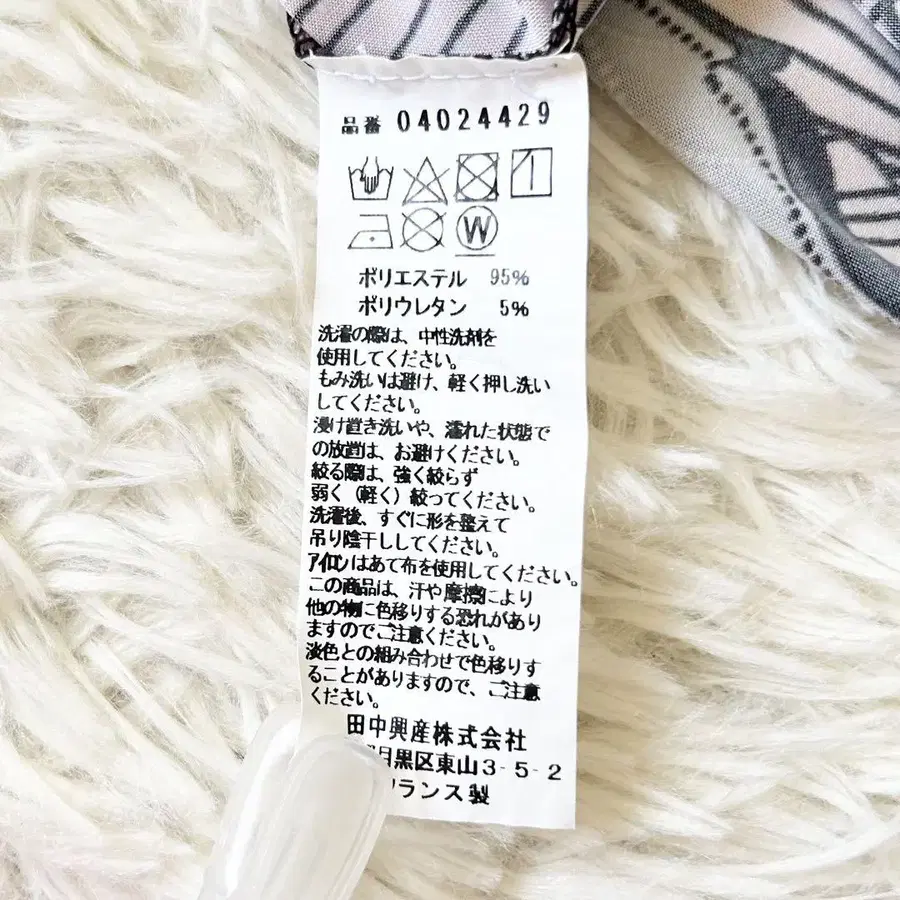 品番 04024429
W
ポリエステル 95%
ポリウレタン 5%
洗濯の際は、中性洗剤を
使用してください。
もみ洗いは避け、軽く押し洗い
してください。
浸け置き洗いや、濡れた状態で
の放置は、お避けください。
絞る際は、強く絞らず
弱く（軽く）絞ってください。
洗濯後、すぐに形を整えて
吊り陰干ししてください。
アイロンはあて布を使用してください。
この商品は、汗や摩擦により
他の物に色移りする恐れがあり
ますのでご注意ください。
淡色との組み合わせで色移りす
ることがありますので、ご注意
ください。
田中興産株式会社
目黒区東山3-5-2
ランス製